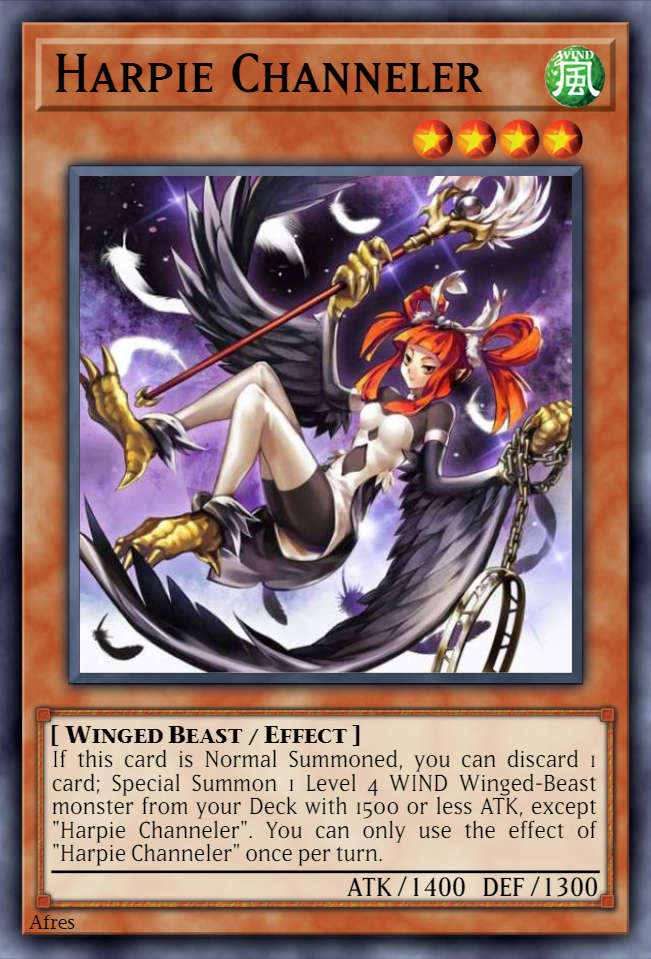 Harpie Channeler
WIND
風
[ Winged Beast / Effect ]
If this card is Normal Summoned, you can discard 1
card; Special Summon 1 Level 4 WIND Winged-Beast
monster from your Deck with 1500 or less ATK, except
"Harpie Channeler". You can only use the effect of
"Harpie Channeler" once per turn.
ATK / 1400 DEF / 1300
Afres